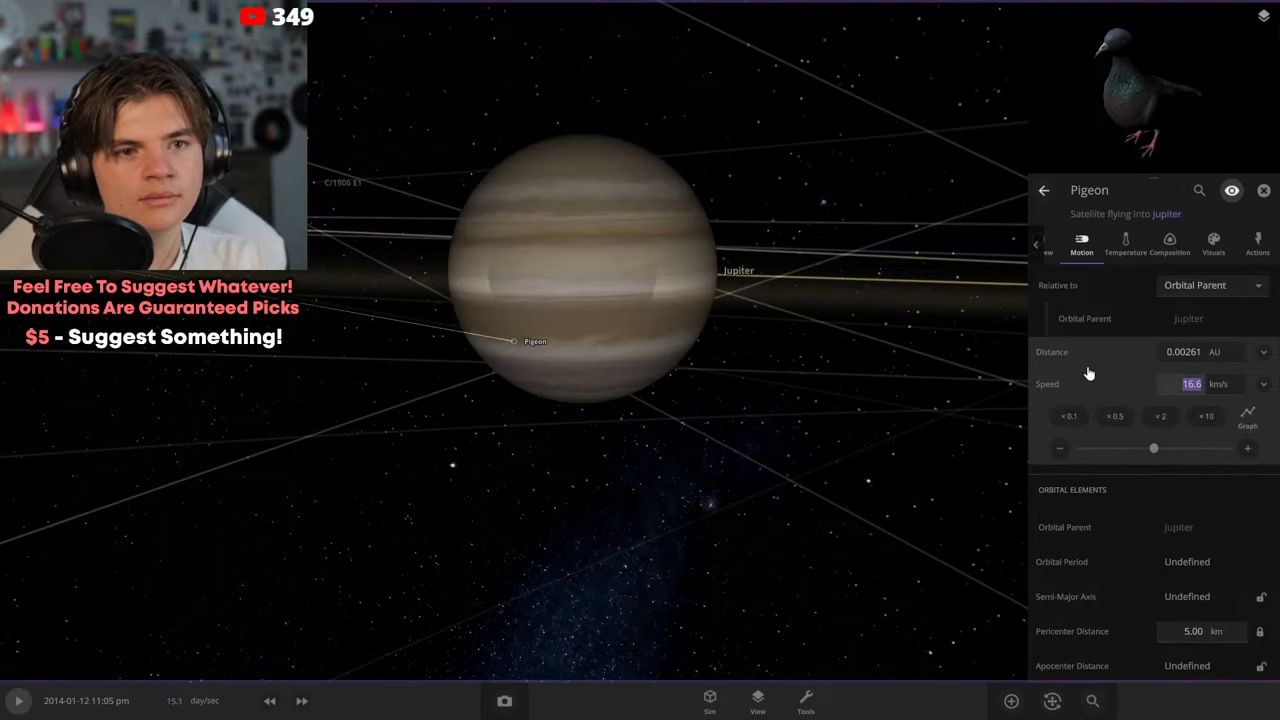 349
Feel Free To Suggest Whatever!
Donations Are Guaranteed Picks
$5 - Suggest Something!
C/1906 E1
Jupiter
Pigeon
Pigeon
Satellite flying into Jupiter
ew Motion Temperature Composition Visuals Actions
Relative to Orbital Parent
Orbital Parent Jupiter
Distance 0.00261 AU
Speed 16.6 km/s
× 0.1 × 0.5 × 2 × 10 Graph
ORBITAL ELEMENTS
Orbital Parent Jupiter
Orbital Period Undefined
Semi-Major Axis Undefined
Pericenter Distance 5.00 km
Apocenter Distance Undefined
2014-01-12 11:05 pm 15.1 day/sec
Sim View Tools